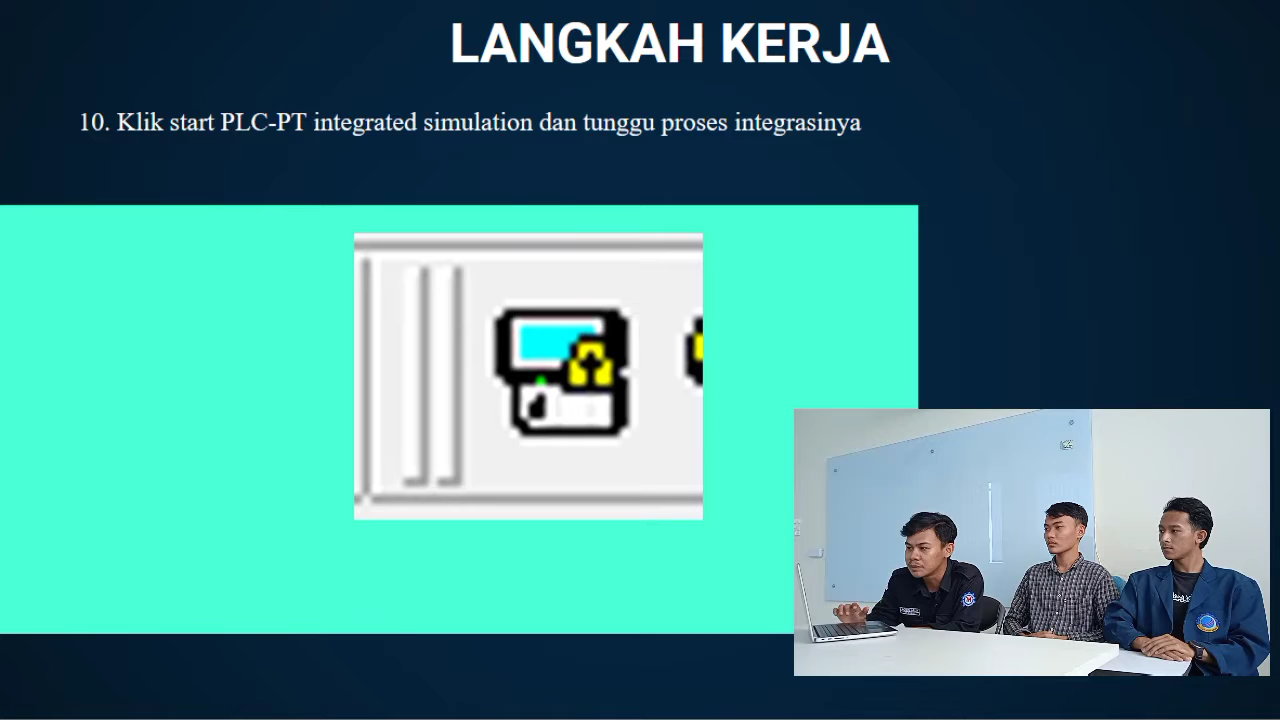 LANGKAH KERJA
10. Klik start PLC-PT integrated simulation dan tunggu proses integrasinya